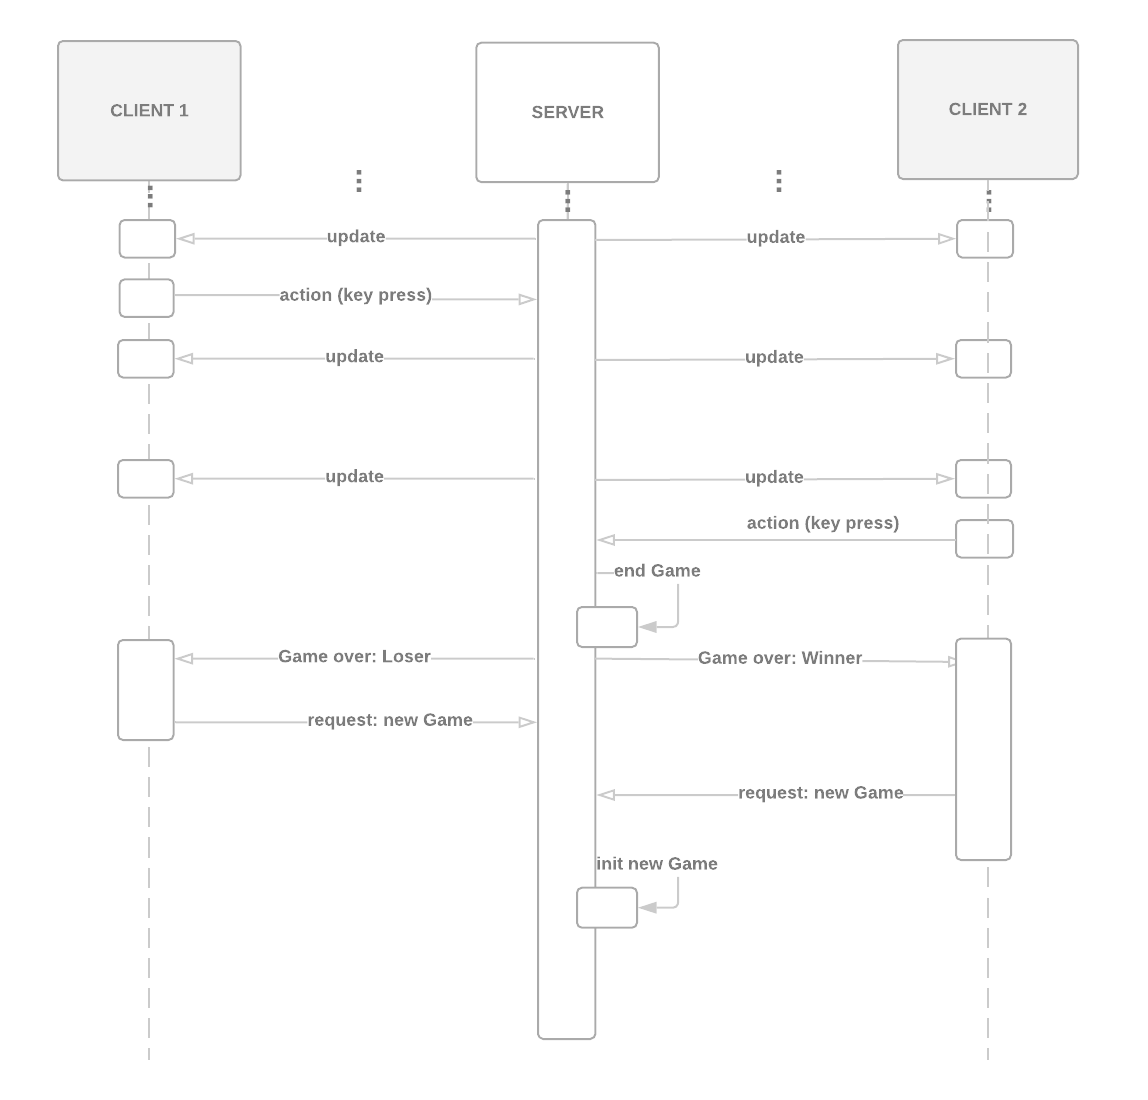 CLIENT 1
SERVER
CLIENT 2
update
update
action (key press)
update
update
update
update
action (key press)
end Game
Game over: Loser
Game over: Winner
request: new Game
request: new Game
init new Game